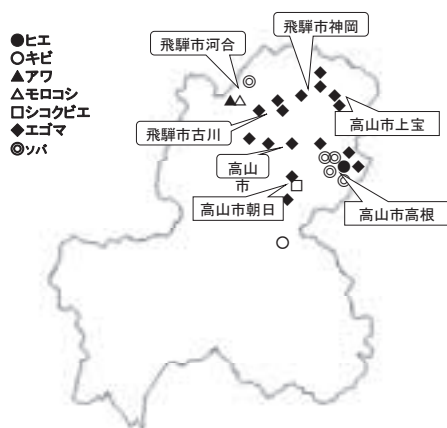 ●ヒエ
○キビ
▲アワ
△モロコシ
□シコクビエ
◆エゴマ
◎ソバ
飛騨市河合
飛騨市神岡
高山市上宝
飛騨市古川
高山
市
高山市朝日
高山市高根